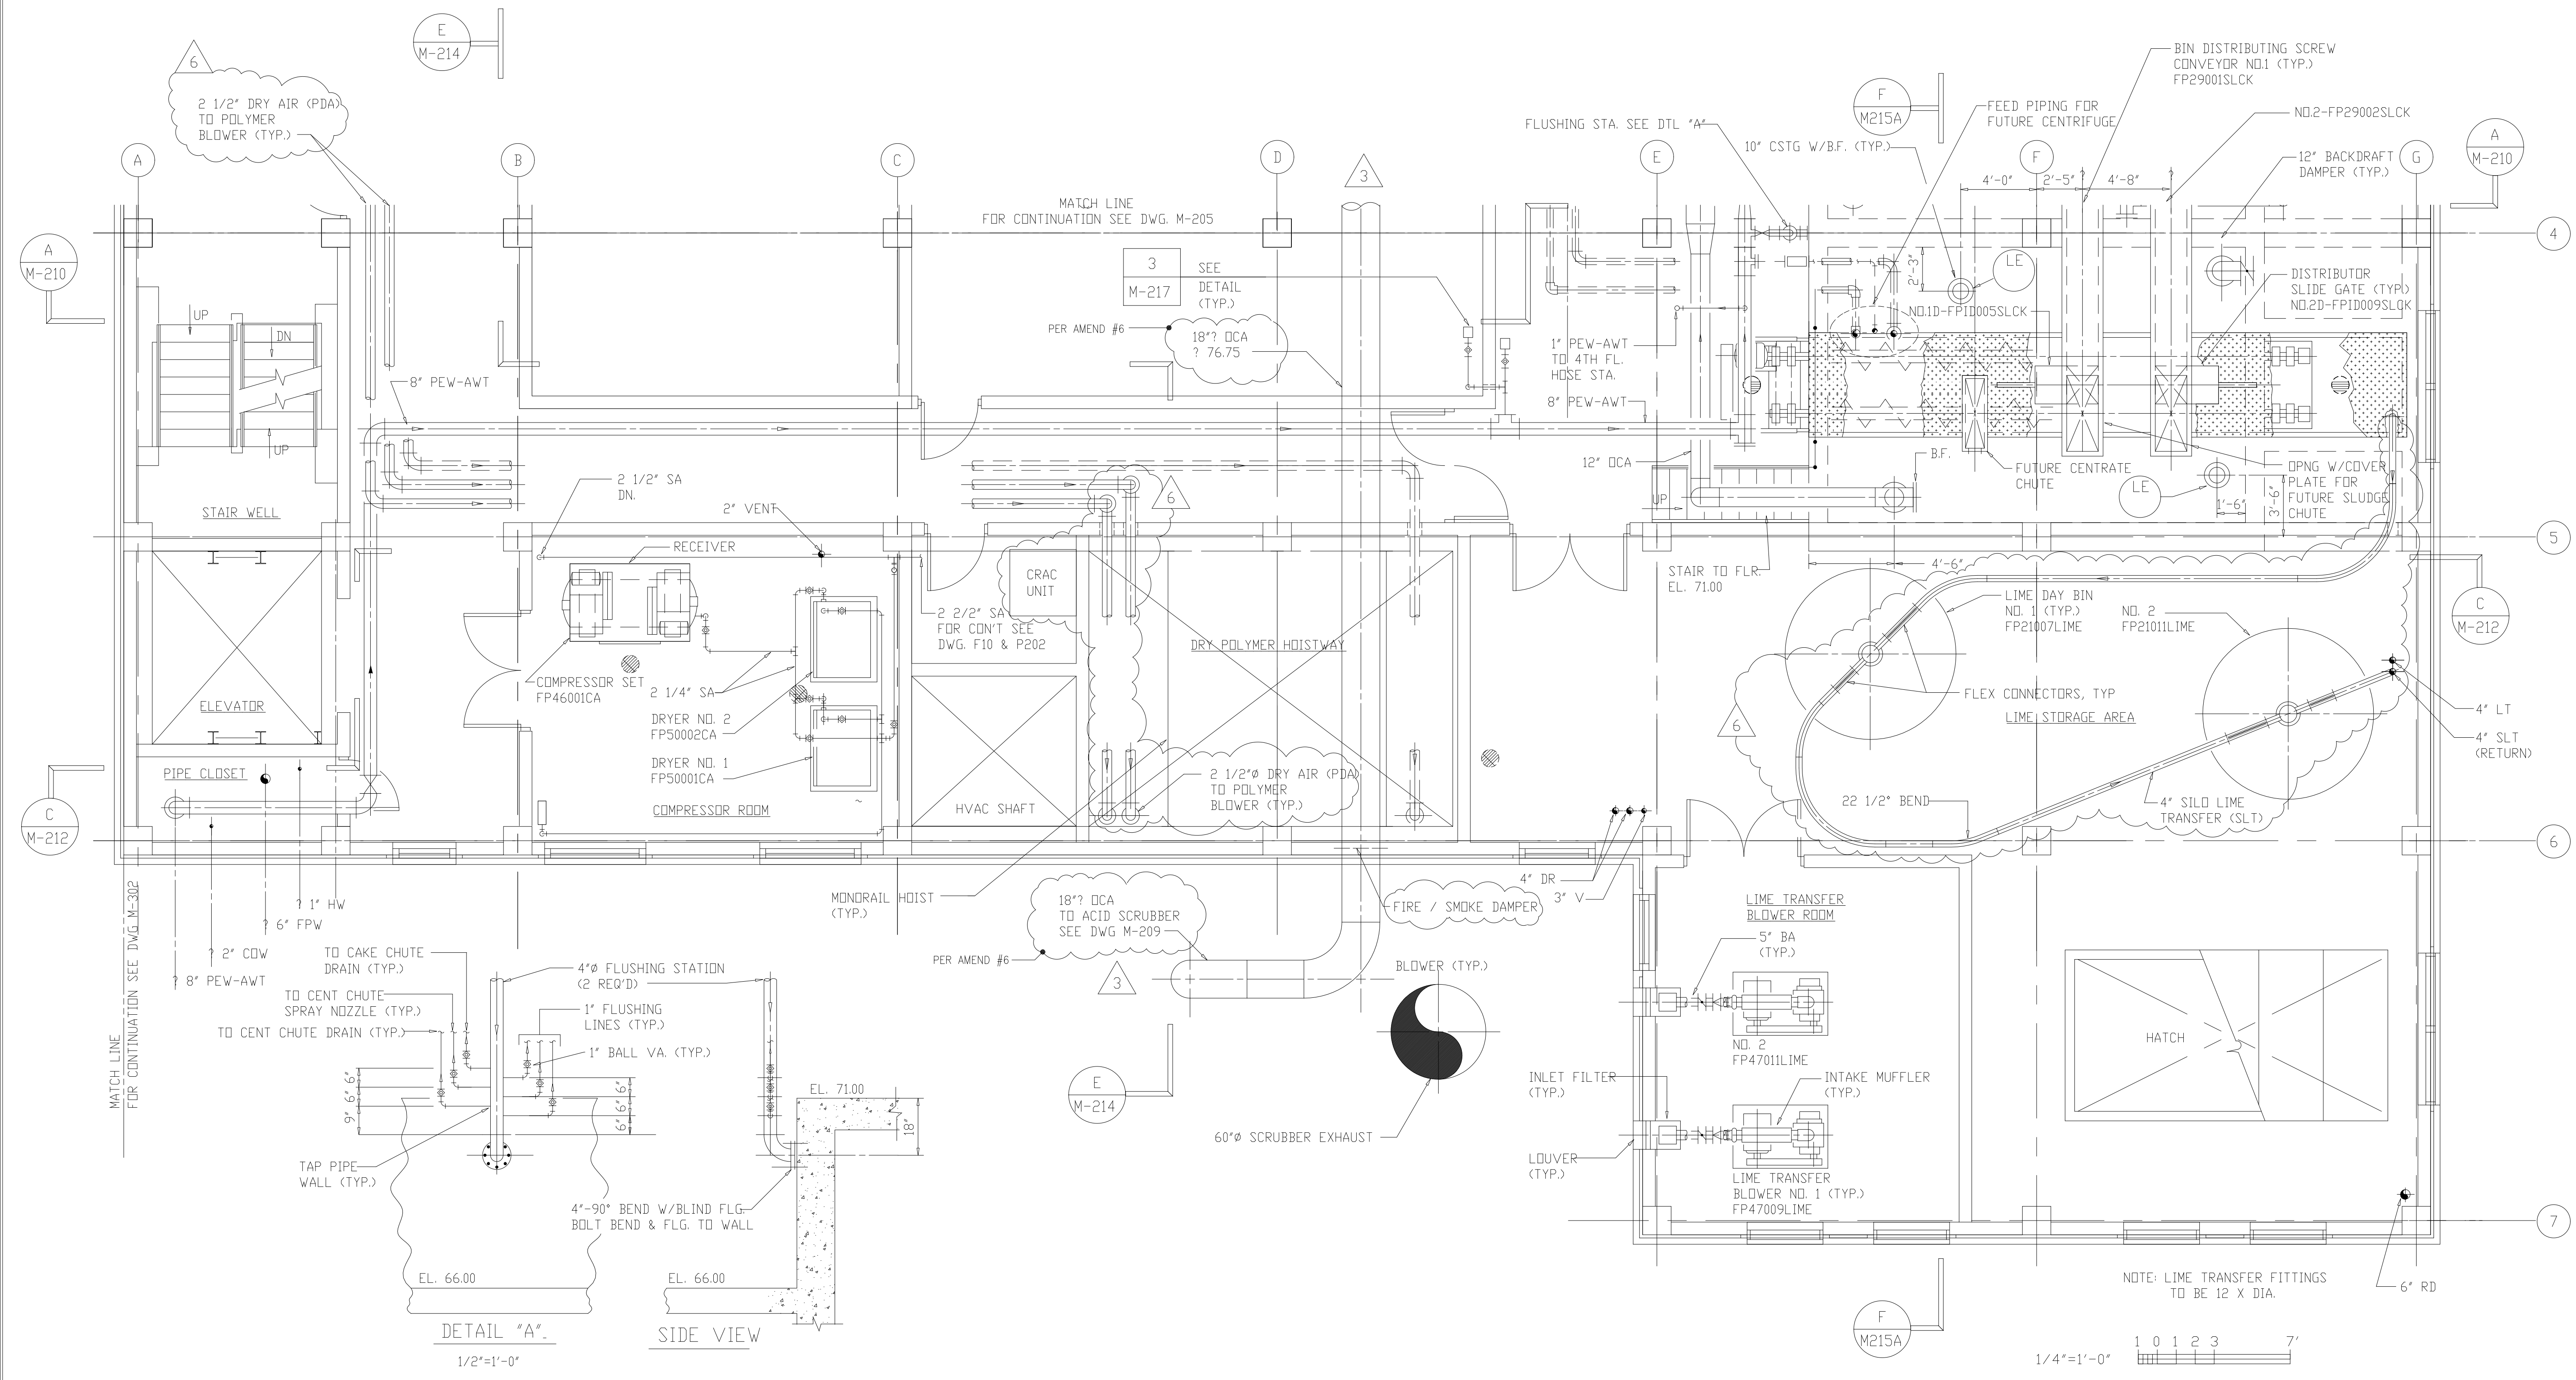 E
M-214
6
2 1/2" DRY AIR (PDA)
TO POLYMER
BLOWER (TYP.)
A
B
C
D
E
F
G
A
M-210
3
MATCH LINE
FOR CONTINUATION SEE DWG. M-205
FLUSHING STA. SEE DTL "A"
10" CSTG W/B.F. (TYP.)
F
M215A
FEED PIPING FOR
FUTURE CENTRIFUGE
BIN DISTRIBUTING SCREW
CONVEYOR NO.1 (TYP.)
FP29001SLCK
NO.2-FP29002SLCK
12" BACKDRAFT
DAMPER (TYP.)
A
M-210
4'-0"
2'-5"
4'-8"
4
UP
DN
UP
8" PEW-AWT
STAIR WELL
3
M-217
SEE
DETAIL
(TYP.)
PER AMEND #6
18"? OCA
? 76.75
1" PEW-AWT
TO 4TH FL.
HOSE STA.
8" PEW-AWT
2'-3"
LE
NO.1D-FPID005SLCK
DISTRIBUTOR
SLIDE GATE (TYP.)
NO.2D-FPID009SLCK
12" OCA
B.F.
UP
FUTURE CENTRATE
CHUTE
LE
1'-6"
3'-6"
OPNG W/COVER
PLATE FOR
FUTURE SLUDGE
CHUTE
2 1/2" SA
DN.
2" VENT
RECEIVER
6
CRAC
UNIT
5
STAIR TO FLR.
EL. 71.00
4'-6"
LIME DAY BIN
NO. 1 (TYP.)
FP21007LIME
NO. 2
FP21011LIME
C
M-212
2 2/2" SA
FOR CON'T SEE
DWG. F10 & P202
DRY POLYMER HOISTWAY
COMPRESSOR SET
FP46001CA
2 1/4" SA
DRYER NO. 2
FP50002CA
DRYER NO. 1
FP50001CA
COMPRESSOR ROOM
~
ELEVATOR
PIPE CLOSET
HVAC SHAFT
2 1/2"Ø DRY AIR (PDA)
TO POLYMER
BLOWER (TYP.)
FLEX CONNECTORS, TYP
LIME STORAGE AREA
6
4" LT
4" SLT
(RETURN)
22 1/2° BEND
4" SILO LIME
TRANSFER (SLT)
C
M-212
6
MATCH LINE
FOR CONTINUATION SEE DWG M-302
? 1" HW
? 6" FPW
? 2" COW
? 8" PEW-AWT
MONORAIL HOIST
(TYP.)
18"? OCA
TO ACID SCRUBBER
SEE DWG M-209
PER AMEND #6
3
FIRE / SMOKE DAMPER
4" DR
3" V
LIME TRANSFER
BLOWER ROOM
5" BA
(TYP.)
TO CAKE CHUTE
DRAIN (TYP.)
TO CENT CHUTE
SPRAY NOZZLE (TYP.)
TO CENT CHUTE DRAIN (TYP.)
4"Ø FLUSHING STATION
(2 REQ'D)
1" FLUSHING
LINES (TYP.)
1" BALL VA. (TYP.)
9" 6" 6"
6" 6" 6"
BLOWER (TYP.)
60"Ø SCRUBBER EXHAUST
E
M-214
NO. 2
FP47011LIME
INLET FILTER
(TYP.)
INTAKE MUFFLER
(TYP.)
LOUVER
(TYP.)
LIME TRANSFER
BLOWER NO. 1 (TYP.)
FP47009LIME
HATCH
EL. 71.00
18"
TAP PIPE
WALL (TYP.)
4"-90° BEND W/BLIND FLG.
BOLT BEND & FLG. TO WALL
7
EL. 66.00
EL. 66.00
DETAIL "A"
1/2"=1'-0"
SIDE VIEW
F
M215A
NOTE: LIME TRANSFER FITTINGS
TO BE 12 X DIA.
6" RD
1/4"=1'-0"
1 0 1 2 3 7'